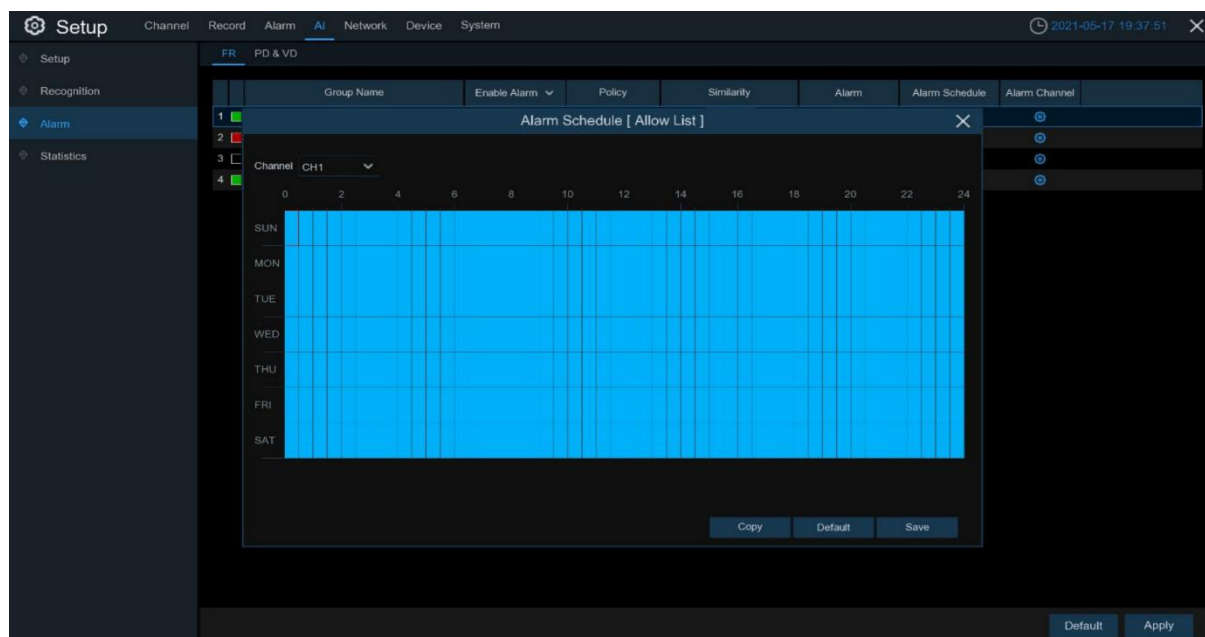 Setup Channel Record Alarm AI Network Device System 2021-05-17 19:37:51
Setup
Recognition
Alarm
Statistics
FR PD & VD
Group Name Enable Alarm Policy Similarity Alarm Alarm Schedule Alarm Channel
1
2
3
4
Alarm Schedule [ Allow List ]
Channel CH1
0 2 4 6 8 10 12 14 16 18 20 22 24
SUN
MON
TUE
WED
THU
FRI
SAT
Copy Default Save
Default Apply